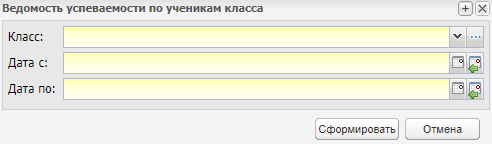 Ведомость успеваемости по ученикам класса
Класс:
Дата с:
Дата по:
Сформировать Отмена